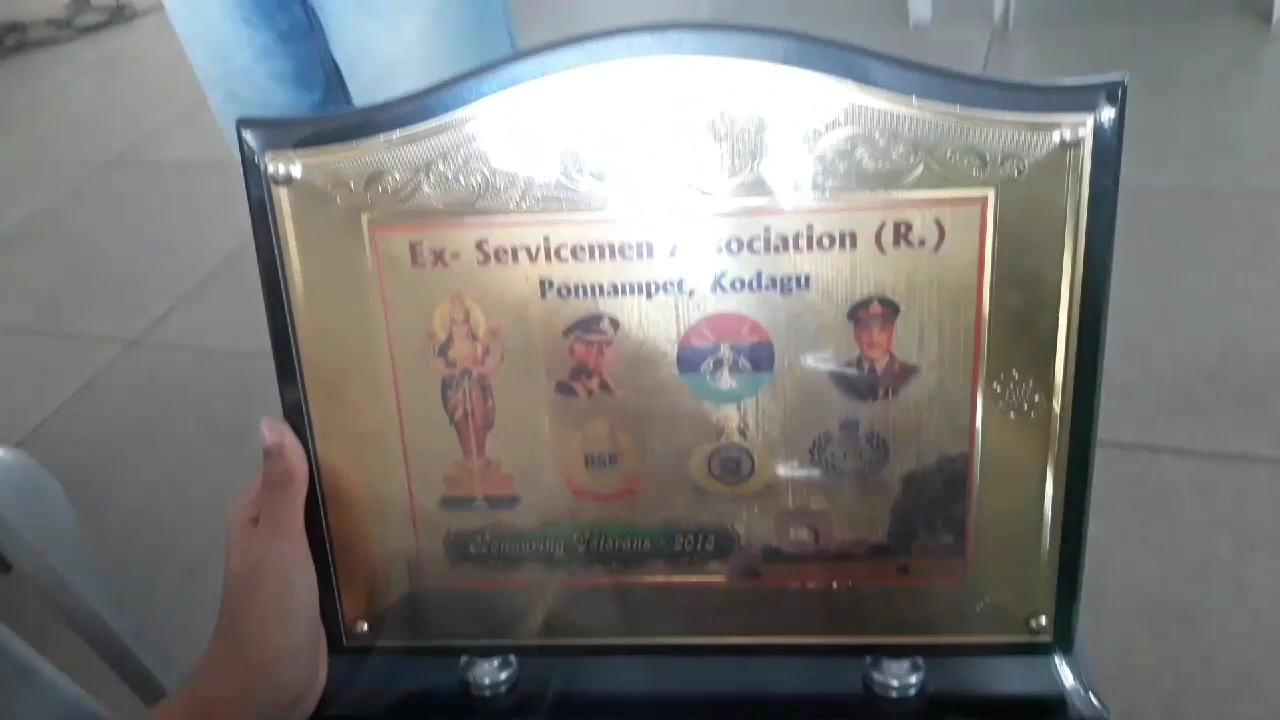 Ex- Servicemen Association (R.)
Ponnampet, Kodagu
BSF
Honouring Veterans - 2018